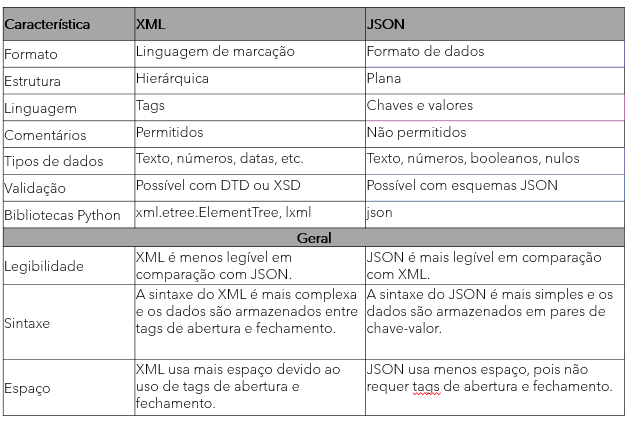 Característica XML JSON
Formato Linguagem de marcação Formato de dados
Estrutura Hierárquica Plana
Linguagem Tags Chaves e valores
Comentários Permitidos Não permitidos
Tipos de dados Texto, números, datas, etc. Texto, números, booleanos, nulos
Validação Possível com DTD ou XSD Possível com esquemas JSON
Bibliotecas Python xml.etree.ElementTree, lxml json
Geral
Legibilidade
XML é menos legível em
comparação com JSON.
JSON é mais legível em comparação
com XML.
Sintaxe
A sintaxe do XML é mais complexa
e os dados são armazenados entre
tags de abertura e fechamento.
A sintaxe do JSON é mais simples e os
dados são armazenados em pares de
chave-valor.
Espaço
XML usa mais espaço devido ao
uso de tags de abertura e
fechamento.
JSON usa menos espaço, pois não
requer tags de abertura e fechamento.